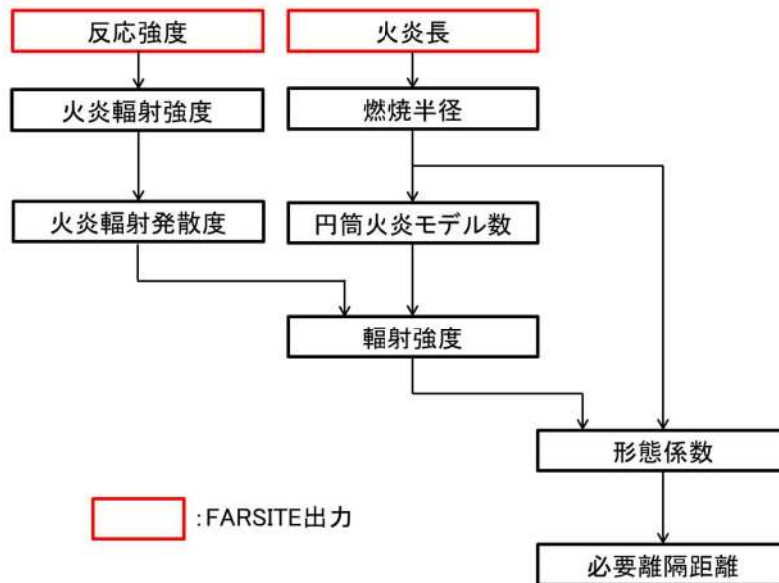 反応強度
火炎長
火炎輻射強度
燃焼半径
火炎輻射発散度
円筒火炎モデル数
輻射強度
形態係数
:FARSITE出力
必要離隔距離